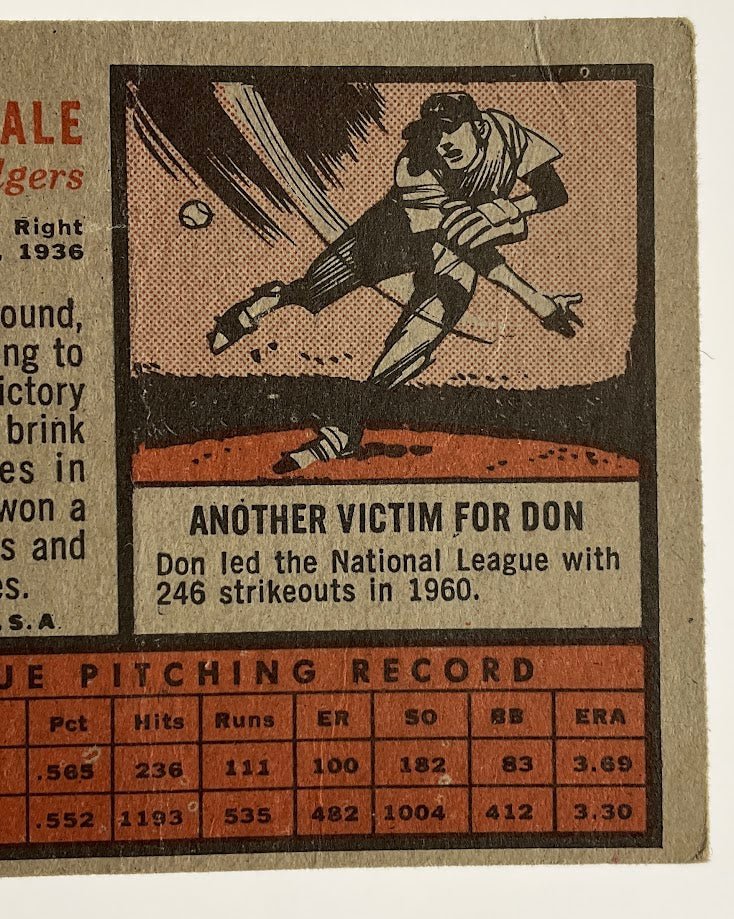 ALE
lgers
Right
, 1936
ound,
ng to
ictory
brink
es in
won a
s and
es.
.S.A.
ANOTHER VICTIM FOR DON
Don led the National League with
246 strikeouts in 1960.
UE PITCHING RECORD
Pct Hits Runs ER SO BB ERA
.565 236 111 100 182 83 3.69
.552 1193 535 482 1004 412 3.30